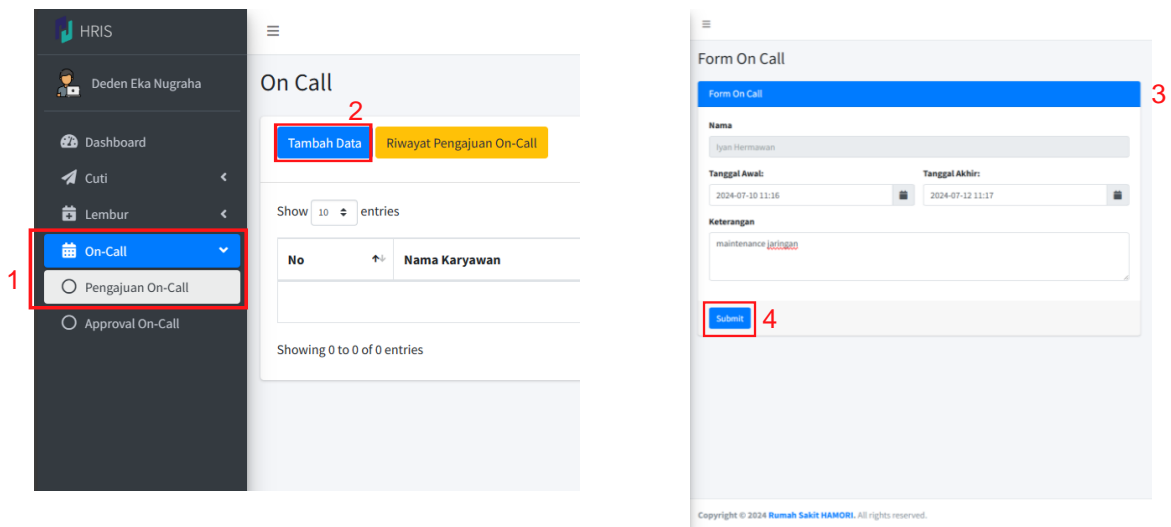 HRIS
Deden Eka Nugraha
Dashboard
Cuti
Lembur
1
On-Call
Pengajuan On-Call
Approval On-Call
On Call
2
Tambah Data
Riwayat Pengajuan On-Call
Show 10 entries
No Nama Karyawan
Showing 0 to 0 of 0 entries
Form On Call
3
Form On Call
Nama
Iyan Hermawan
Tanggal Awal: Tanggal Akhir:
2024-07-10 11:16 2024-07-12 11:17
Keterangan
maintenance jaringan
Submit 4
Copyright © 2024 Rumah Sakit HAMORI. All rights reserved.